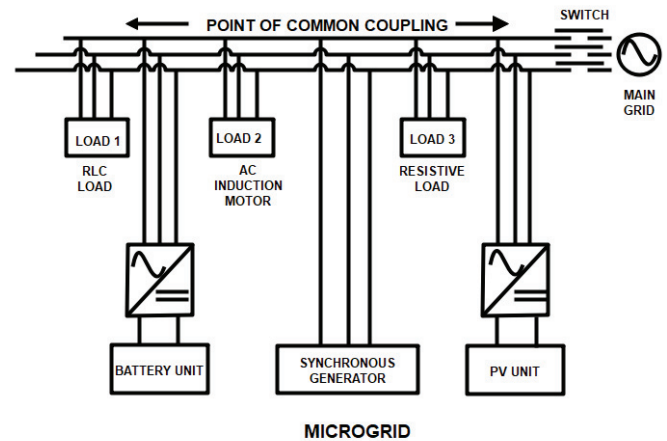 POINT OF COMMON COUPLING
SWITCH
MAIN
GRID
LOAD 1
LOAD 2
LOAD 3
RLC
LOAD
AC
INDUCTION
MOTOR
RESISTIVE
LOAD
BATTERY UNIT
SYNCHRONOUS
GENERATOR
PV UNIT
MICROGRID